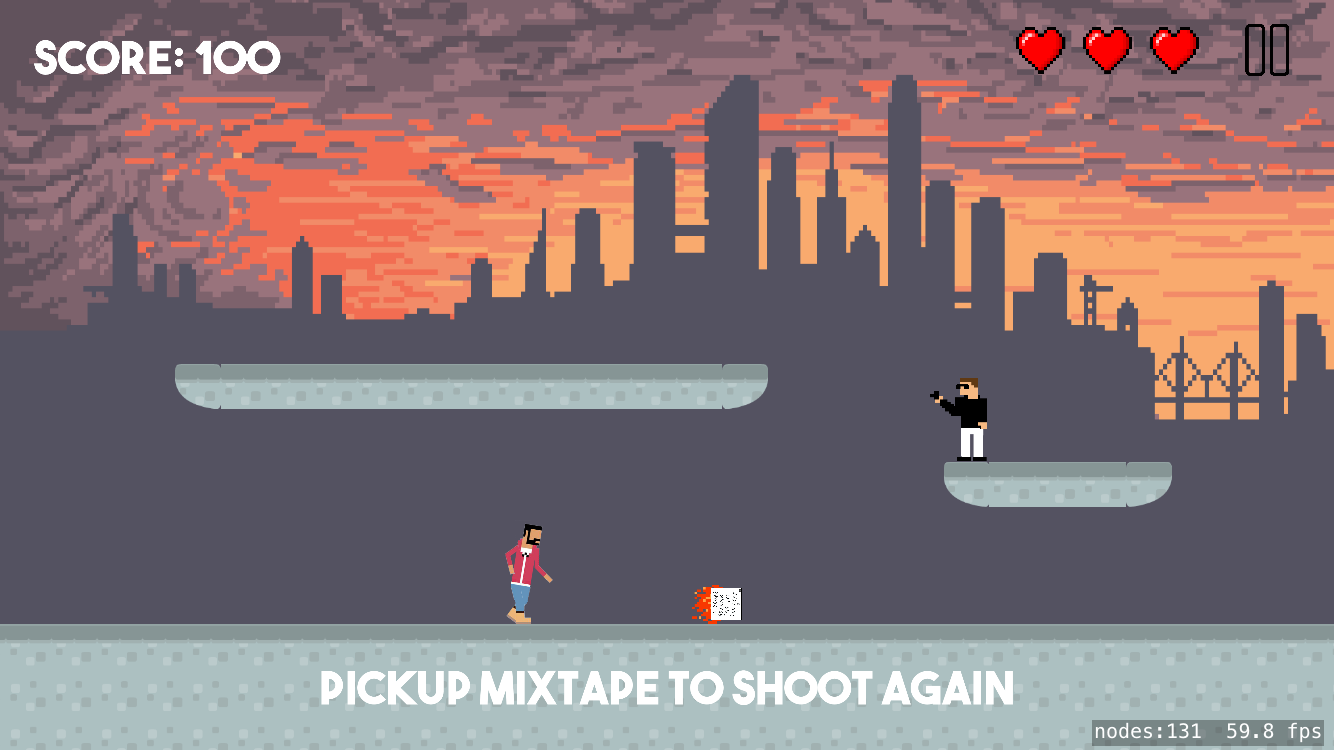 SCORE: 100
PICKUP MIXTAPE TO SHOOT AGAIN
nodes:131 59.8 fps